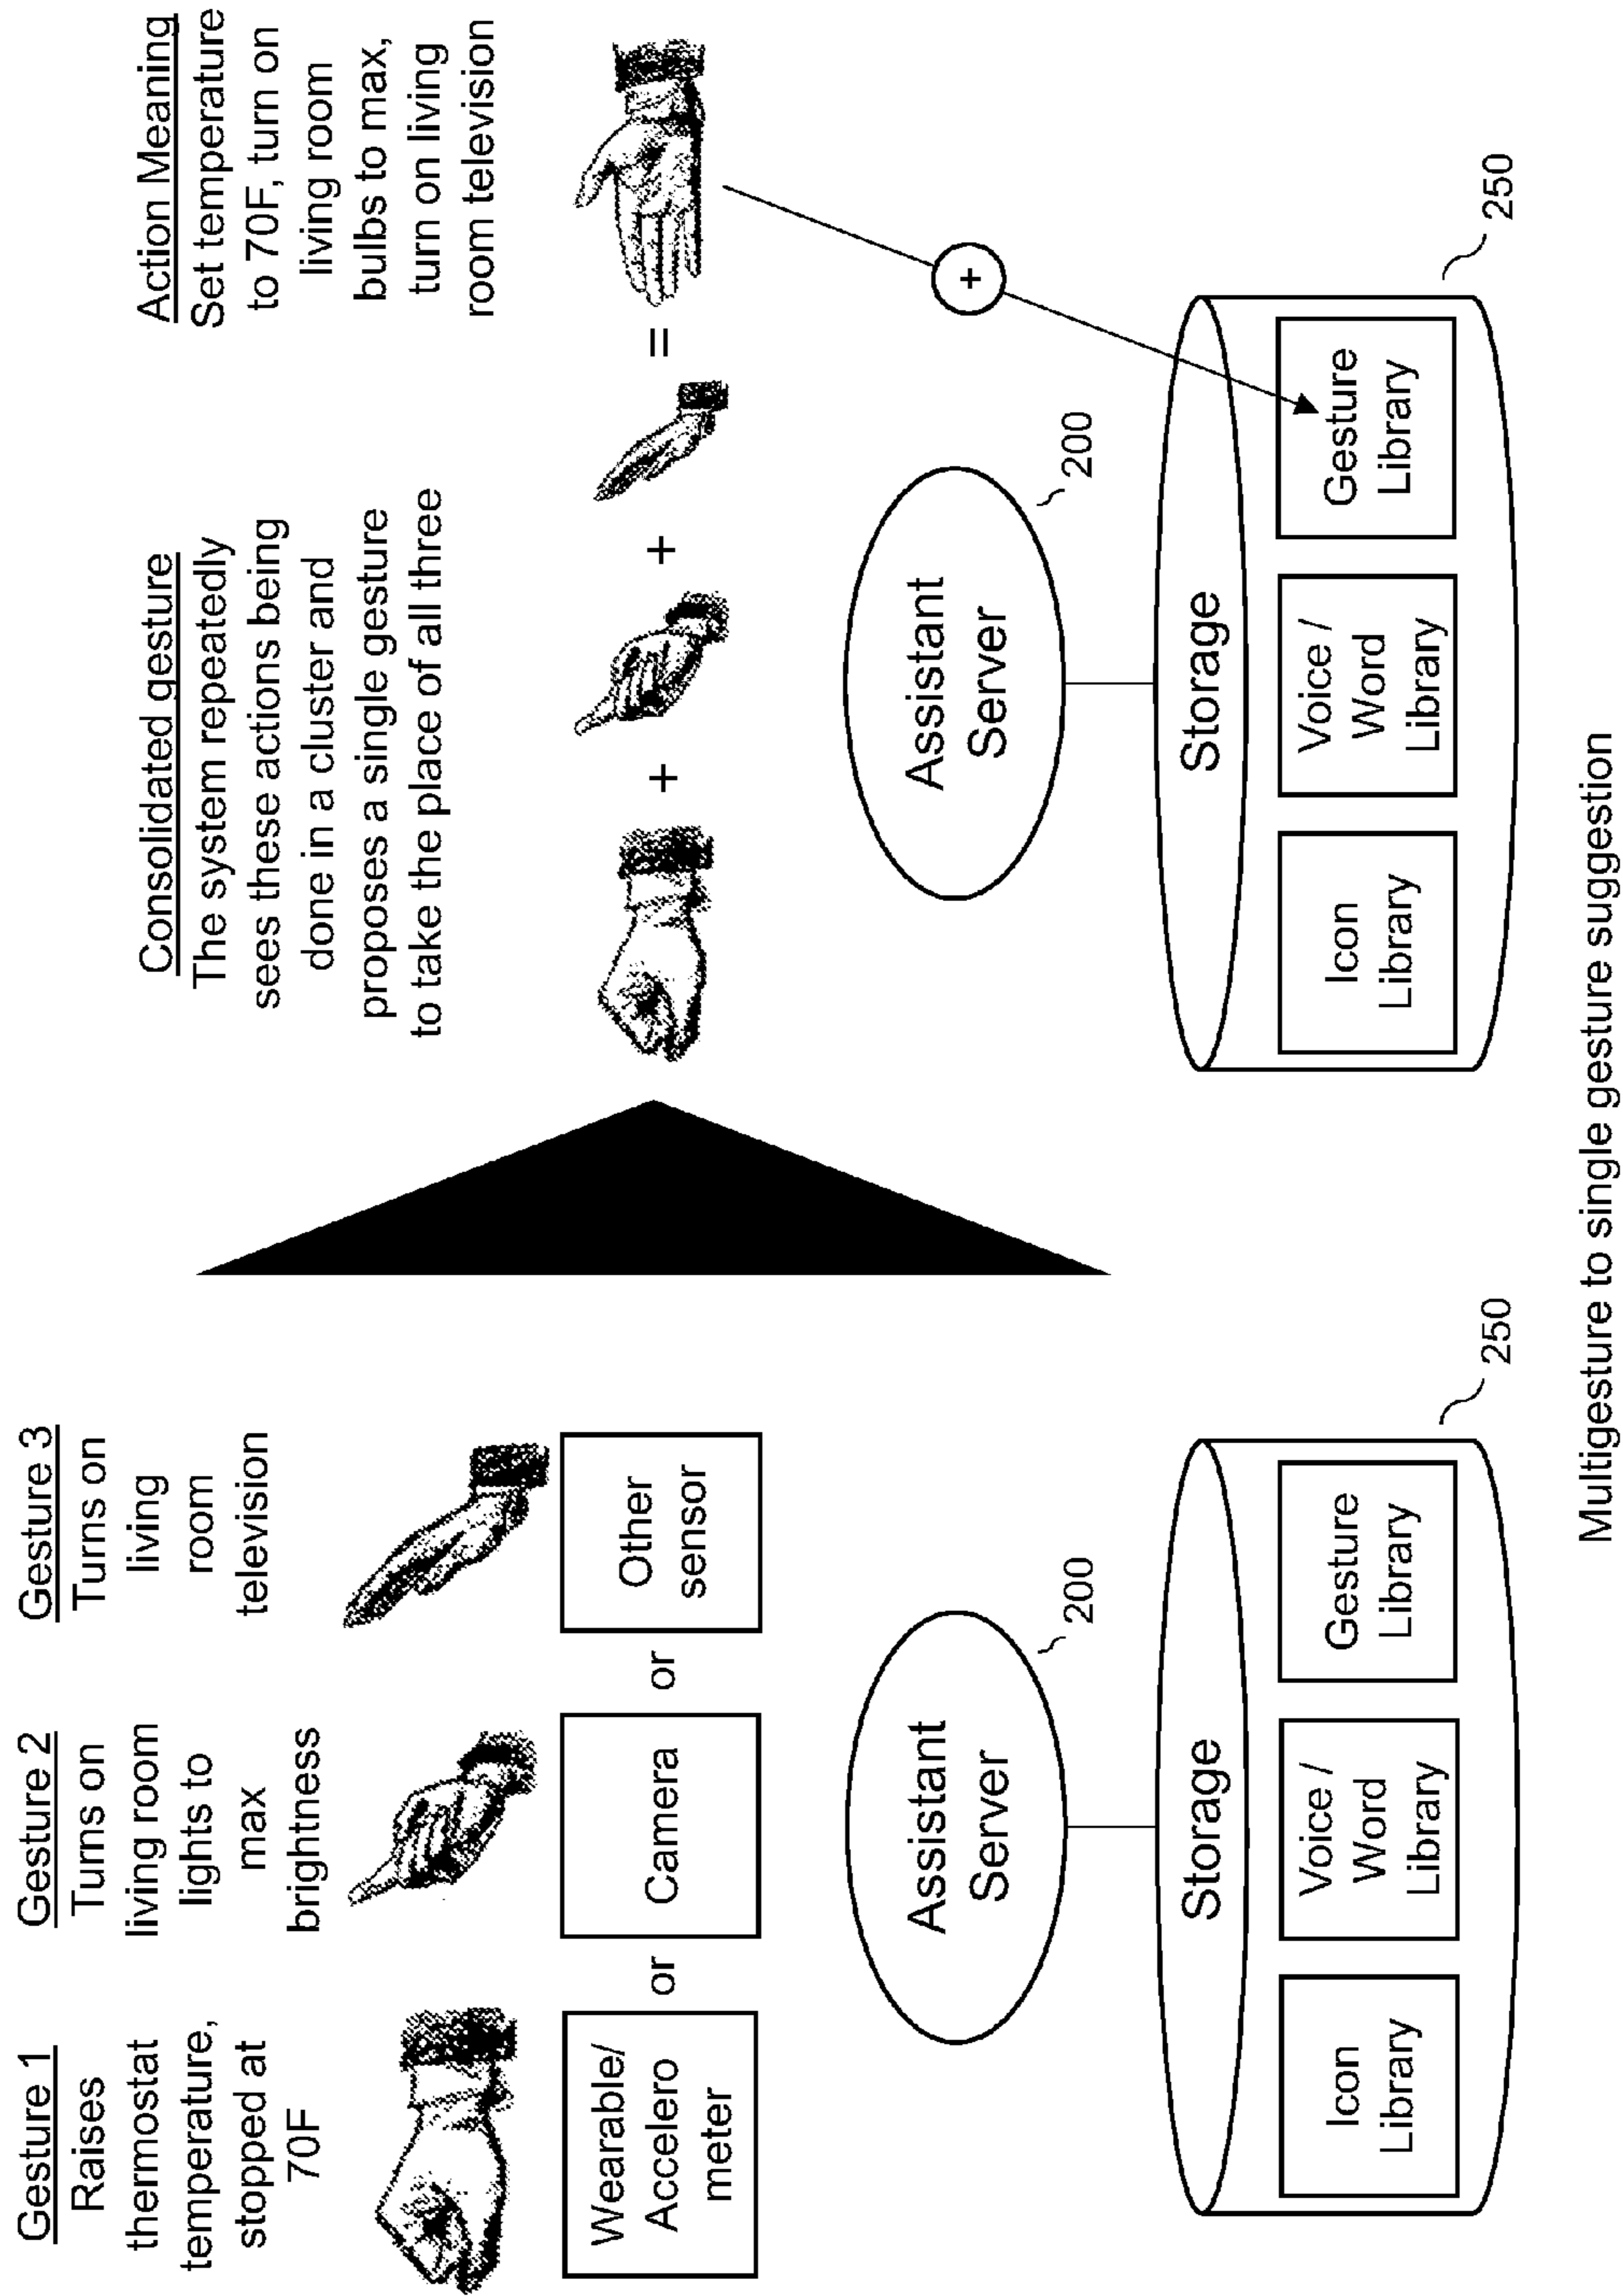 Gesture 1
Raises
thermostat
temperature,
stopped at
70F
Gesture 2
Turns on
living room
lights to
max
brightness
Gesture 3
Turns on
living
room
television
Wearable/
Accelero
meter
or
Camera
or
Other
sensor
Assistant
Server
200
Storage
Icon
Library
Voice /
Word
Library
Gesture
Library
250
Consolidated gesture
The system repeatedly
sees these actions being
done in a cluster and
proposes a single gesture
to take the place of all three
Action Meaning
Set temperature
to 70F, turn on
living room
bulbs to max,
turn on living
room television
+ + =
+
Assistant
Server
200
Storage
Icon
Library
Voice /
Word
Library
Gesture
Library
250
Multigesture to single gesture suggestion